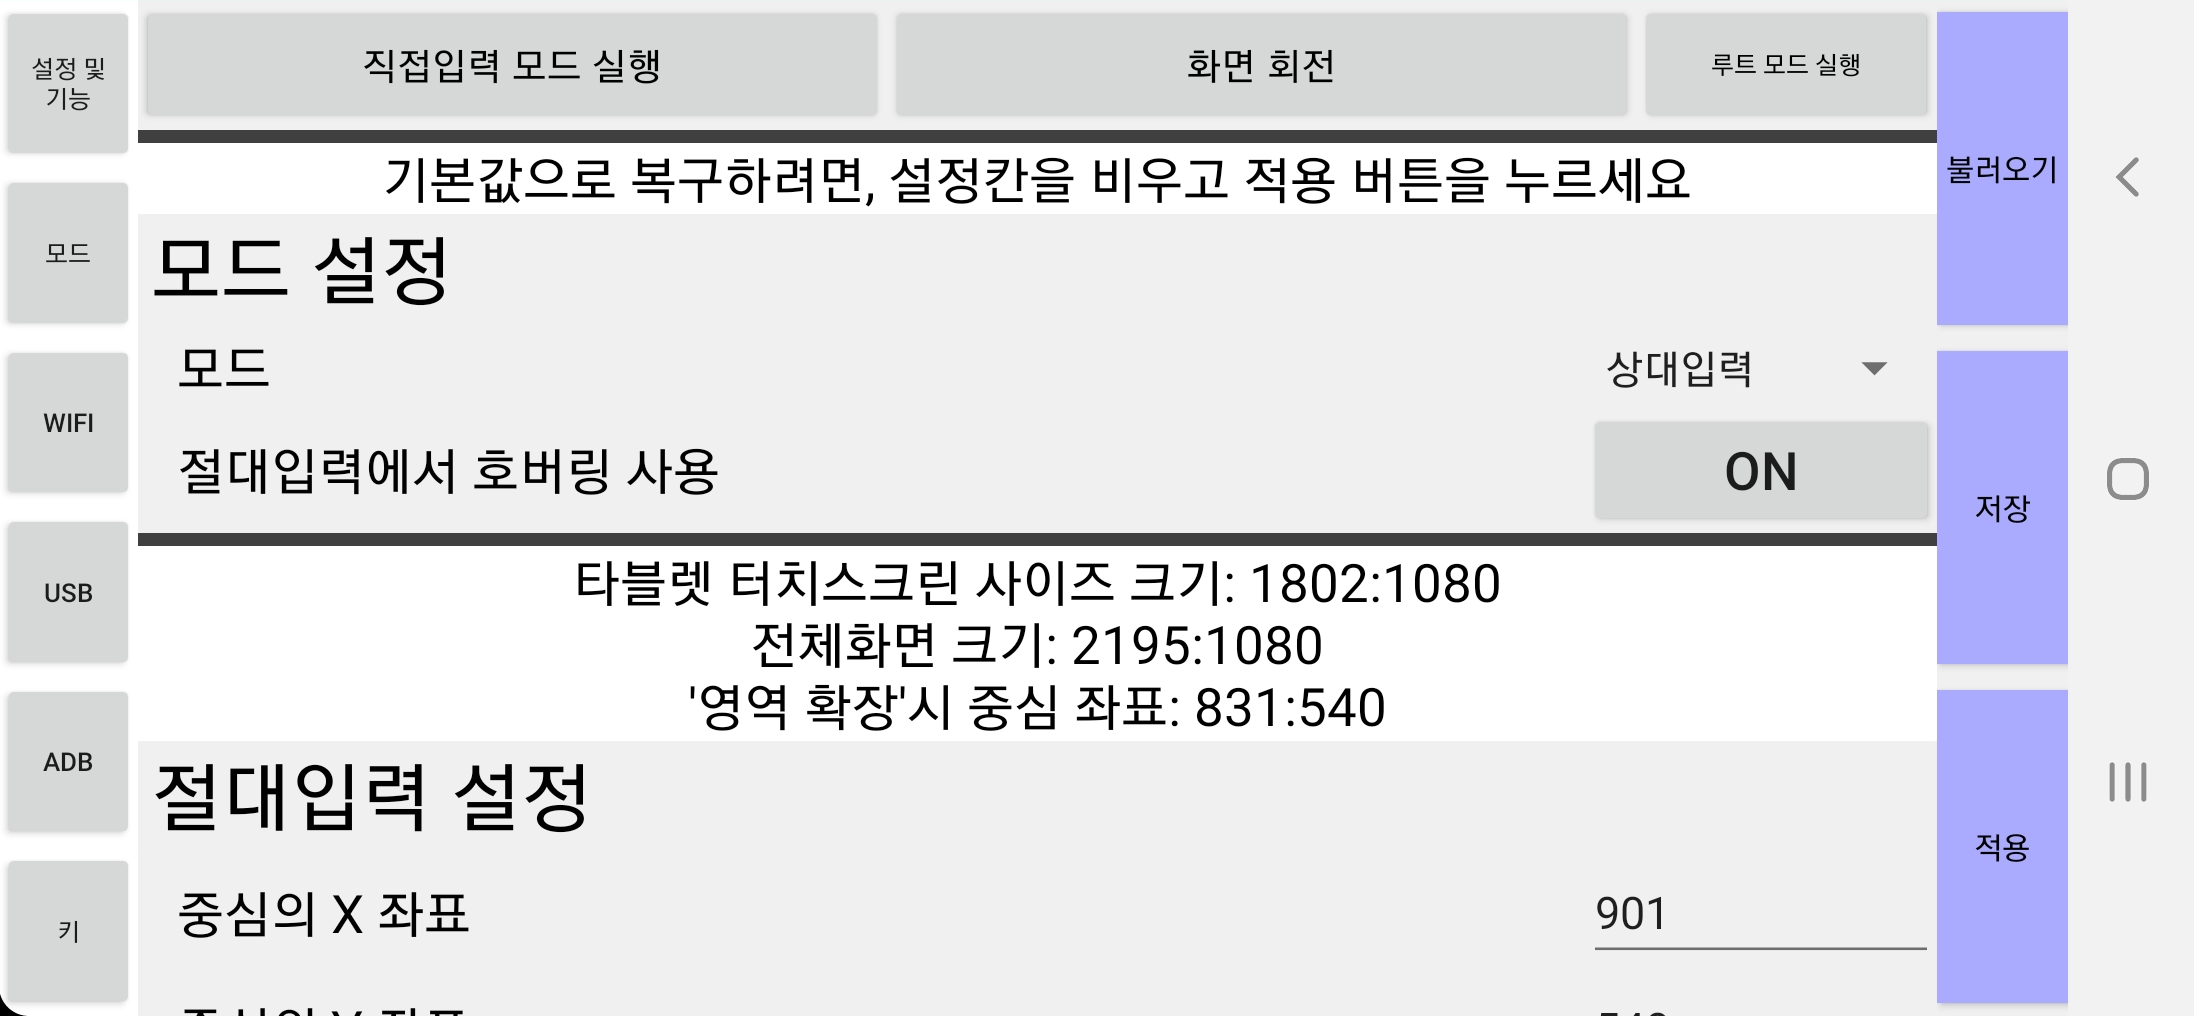 설정 및
기능
모드
WIFI
USB
ADB
키
직접입력 모드 실행
화면 회전
루트 모드 실행
기본값으로 복구하려면, 설정칸을 비우고 적용 버튼을 누르세요
모드 설정
모드
상대입력
절대입력에서 호버링 사용
ON
타블렛 터치스크린 사이즈 크기: 1802:1080
전체화면 크기: 2195:1080
'영역 확장'시 중심 좌표: 831:540
절대입력 설정
중심의 X 좌표
901
불러오기
저장
적용